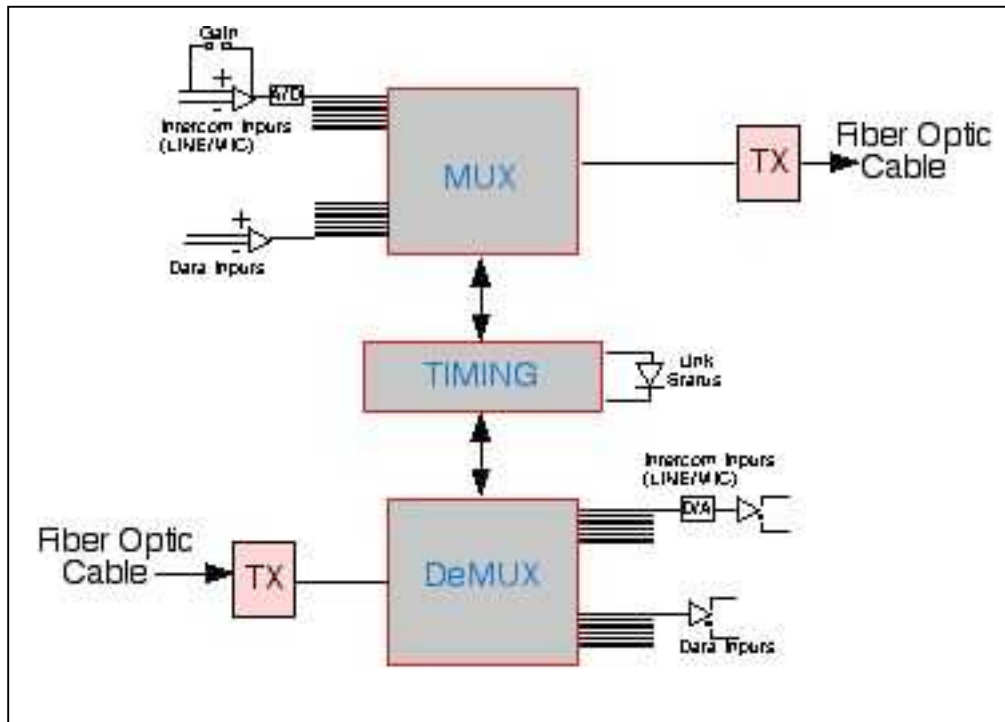 Gain
+
A/D
-
Intercom Inputs
(LINE/MIC)
MUX
TX
Fiber Optic
Cable
+
-
Data Inputs
TIMING
Link
Status
Intercom Inputs
(LINE/MIC)
D/A
Fiber Optic
Cable
TX
DeMUX
Data Inputs